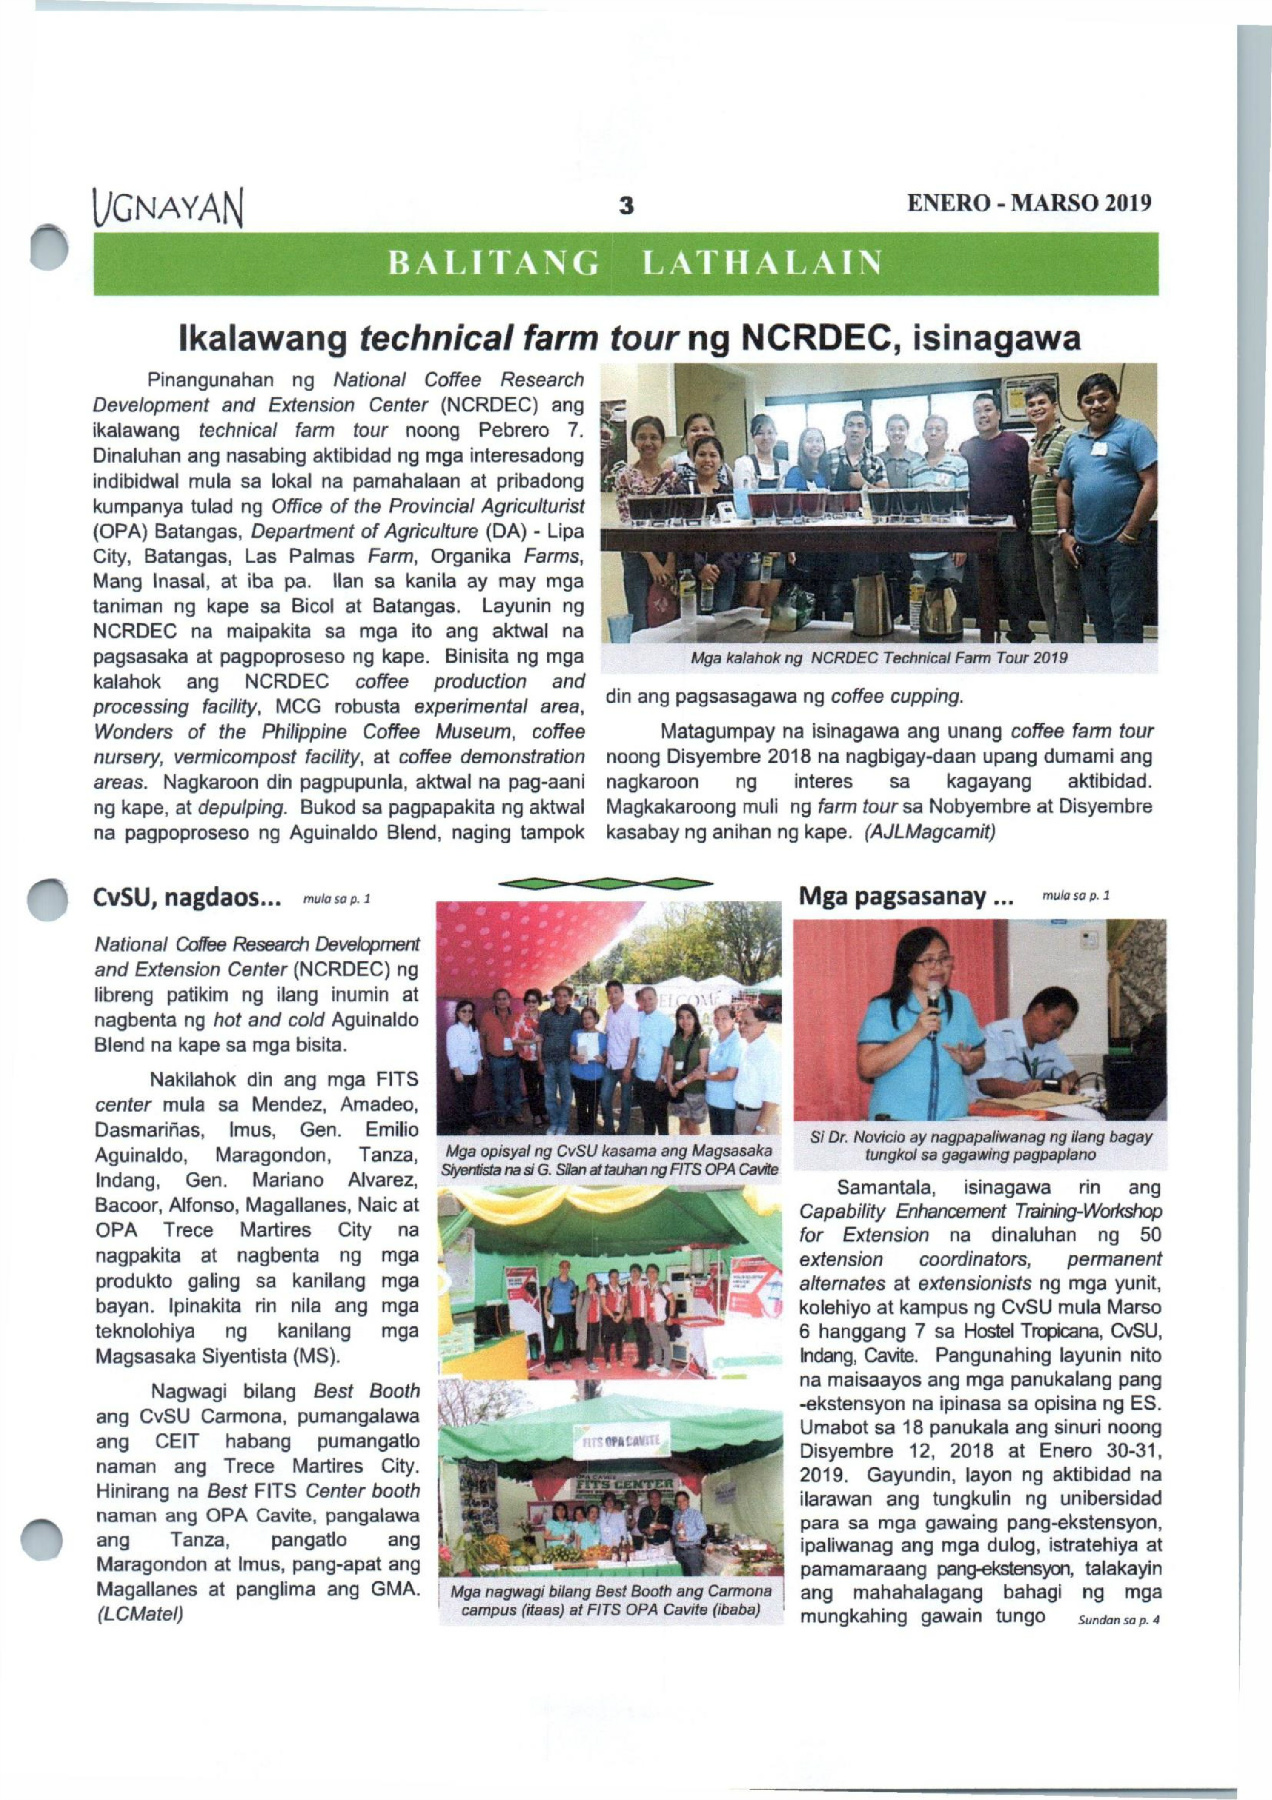 UGNAYAN
3
ENERO - MARSO 2019
BALITANG LATHALAIN
Ikalawang technical farm tour ng NCRDEC, isinagawa
Pinangunahan ng National Coffee Research
Development and Extension Center (NCRDEC) ang
ikalawang technical farm tour noong Pebrero 7.
Dinaluhan ang nasabing aktibidad ng mga interesadong
indibidwal mula sa lokal na pamahalaan at pribadong
kumpanya tulad ng Office of the Provincial Agriculturist
(OPA) Batangas, Department of Agriculture (DA) - Lipa
City, Batangas, Las Palmas Farm, Organika Farms,
Mang Inasal, at iba pa. Ilan sa kanila ay may mga
taniman ng kape sa Bicol at Batangas. Layunin ng
NCRDEC na maipakita sa mga ito ang aktwal na
pagsasaka at pagpoproseso ng kape. Binisita ng mga
kalahok ang NCRDEC coffee production and
processing facility, MCG robusta experimental area,
Wonders of the Philippine Coffee Museum, coffee
nursery, vermicompost facility, at coffee demonstration
areas. Nagkaroon din pagpupunla, aktwal na pag-aani
ng kape, at depulping. Bukod sa pagpapakita ng aktwal
na pagpoproseso ng Aguinaldo Blend, naging tampok
Mga kalahok ng NCRDEC Technical Farm Tour 2019
din ang pagsasagawa ng coffee cupping.
Matagumpay na isinagawa ang unang coffee farm tour
noong Disyembre 2018 na nagbigay-daan upang dumami ang
nagkaroon ng interes sa kagayang aktibidad.
Magkakaroong muli ng farm tour sa Nobyembre at Disyembre
kasabay ng anihan ng kape. (AJLMagcamit)
CvSU, nagdaos... mula sa p. 1
National Coffee Research Development
and Extension Center (NCRDEC) ng
libreng patikim ng ilang inumin at
nagbenta ng hot and cold Aguinaldo
Blend na kape sa mga bisita.
Nakilahok din ang mga FITS
center mula sa Mendez, Amadeo,
Dasmariñas, Imus, Gen. Emilio
Aguinaldo, Maragondon, Tanza,
Indang, Gen. Mariano Alvarez,
Bacoor, Alfonso, Magallanes, Naic at
OPA Trece Martires City na
nagpakita at nagbenta ng mga
produkto galing sa kanilang mga
bayan. Ipinakita rin nila ang mga
teknolohiya ng kanilang mga
Magsasaka Siyentista (MS).
Nagwagi bilang Best Booth
ang CvSU Carmona, pumangalawa
ang CEIT habang pumangatlo
naman ang Trece Martires City.
Hinirang na Best FITS Center booth
naman ang OPA Cavite, pangalawa
ang Tanza, pangatlo ang
Maragondon at Imus, pang-apat ang
Magallanes at panglima ang GMA.
(LCMatel)
WELCOME
Mga opisyal ng CvSU kasama ang Magsasaka
Siyentista na si G. Silan at tauhan ng FITS OPA Cavite
FITS OPA CAVITE
FITS CENTER
Mga nagwagi bilang Best Booth ang Carmona
campus (itaas) at FITS OPA Cavite (ibaba)
Mga pagsasanay ... mula sa p. 1
Si Dr. Novicio ay nagpapaliwanag ng ilang bagay
tungkol sa gagawing pagpaplano
Samantala, isinagawa rin ang
Capability Enhancement Training-Workshop
for Extension na dinaluhan ng 50
extension coordinators, permanent
alternates at extensionists ng mga yunit,
kolehiyo at kampus ng CvSU mula Marso
6 hanggang 7 sa Hostel Tropicana, CvSU,
Indang, Cavite. Pangunahing layunin nito
na maisaayos ang mga panukalang pang
-ekstensyon na ipinasa sa opisina ng ES.
Umabot sa 18 panukala ang sinuri noong
Disyembre 12, 2018 at Enero 30-31,
2019. Gayundin, layon ng aktibidad na
ilarawan ang tungkulin ng unibersidad
para sa mga gawaing pang-ekstensyon,
ipaliwanag ang mga dulog, istratehiya at
pamamaraang pang-ekstensyon, talakayin
ang mahahalagang bahagi ng mga
mungkahing gawain tungo Sundan sa p. 4